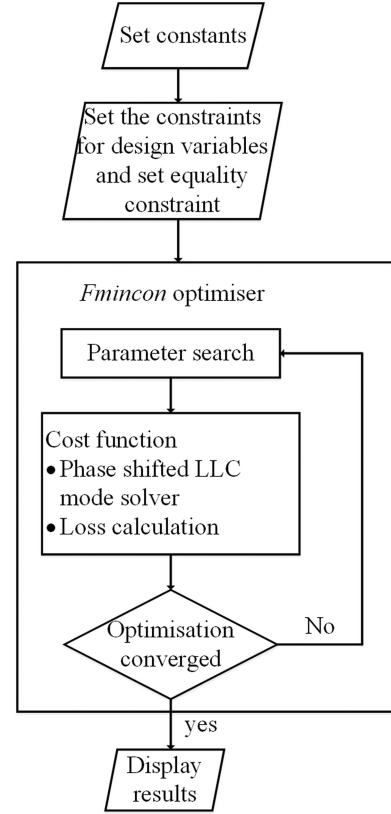 Set constants
Set the constraints
for design variables
and set equality
constraint
Fmincon optimiser
Parameter search
Cost function
• Phase shifted LLC
mode solver
• Loss calculation
Optimisation
converged
No
yes
Display
results